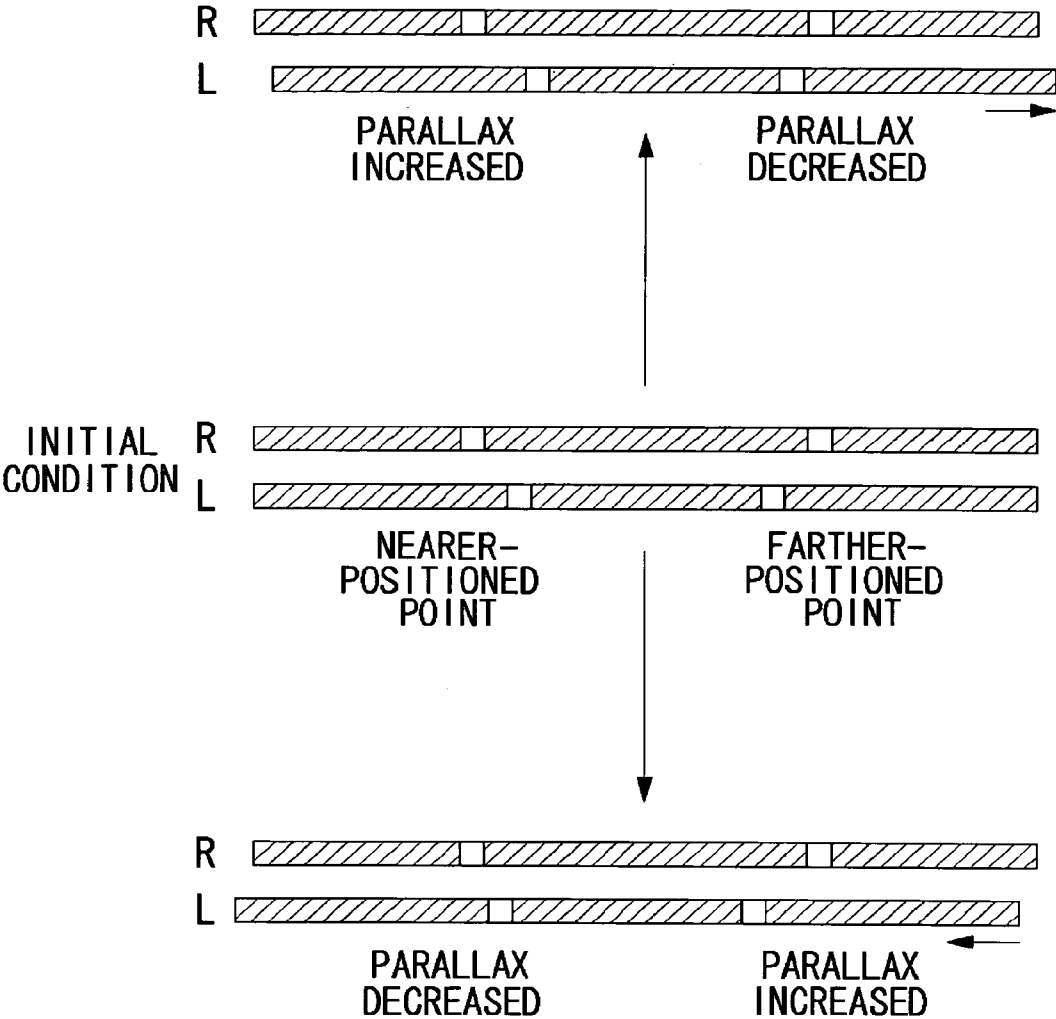 R
L
PARALLAX
INCREASED
PARALLAX
DECREASED
INITIAL
CONDITION
R
L
NEARER-
POSITIONED
POINT
FARTHER-
POSITIONED
POINT
R
L
PARALLAX
DECREASED
PARALLAX
INCREASED